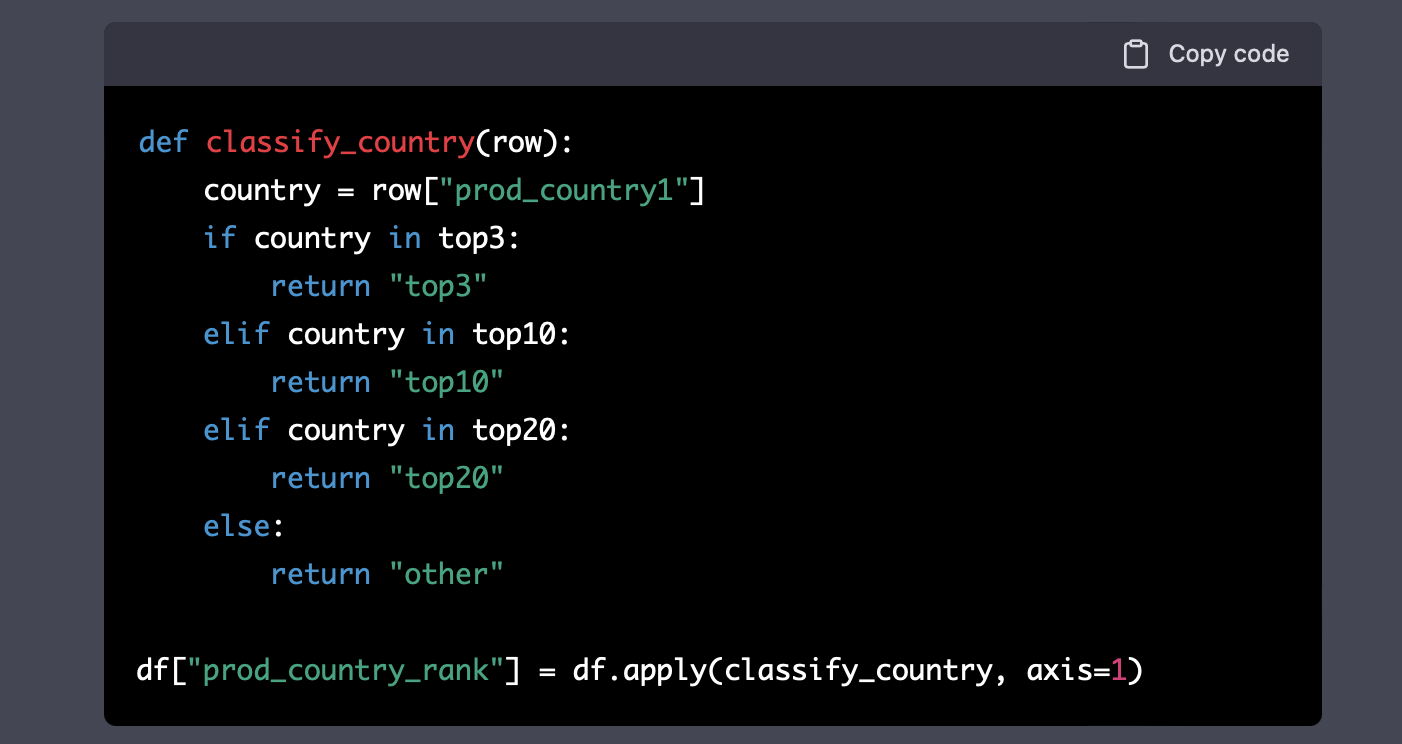 Copy code
def classify_country(row):
    country = row["prod_country1"]
    if country in top3:
        return "top3"
    elif country in top10:
        return "top10"
    elif country in top20:
        return "top20"
    else:
        return "other"
df["prod_country_rank"] = df.apply(classify_country, axis=1)